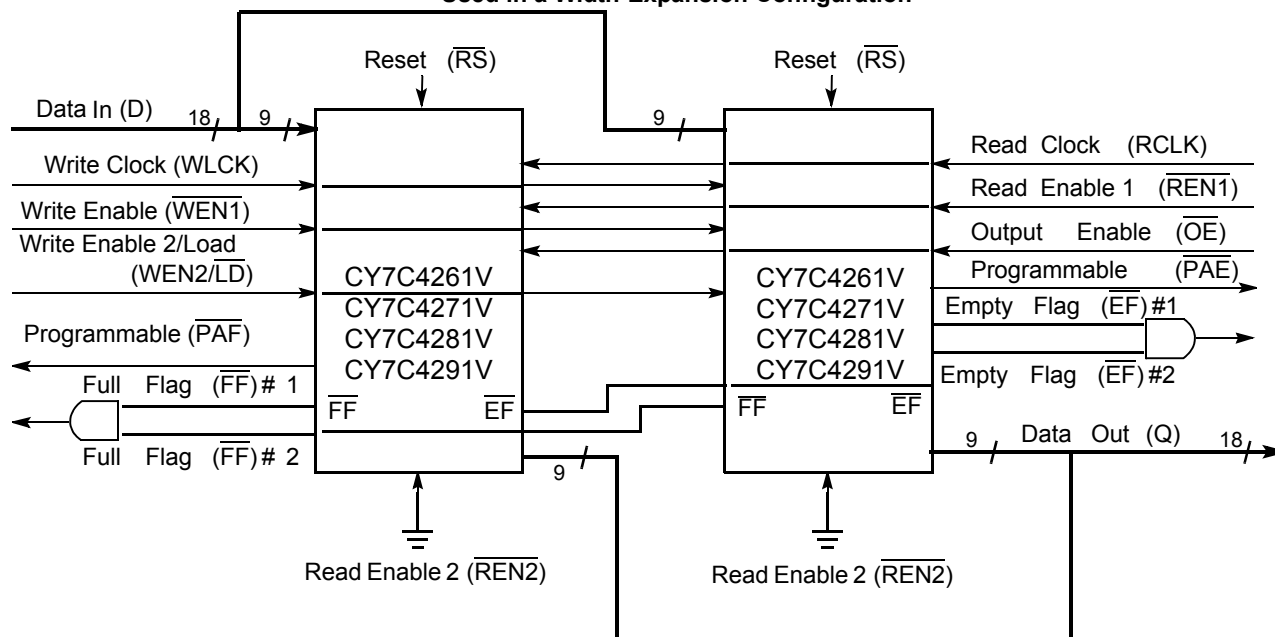 Used in a Width-Expansion Configuration
Reset (RS)
Reset (RS)
Data In (D)
18
9
9
Read Clock (RCLK)
Write Clock (WLCK)
Read Enable 1 (REN1)
Write Enable (WEN1)
Output Enable (OE)
Write Enable 2/Load
(WEN2/LD)
Programmable (PAE)
CY7C4261V
CY7C4271V
CY7C4281V
CY7C4291V
CY7C4261V
CY7C4271V
CY7C4281V
CY7C4291V
Empty Flag (EF) #1
Programmable (PAF)
Empty Flag (EF) #2
Full Flag (FF) # 1
FF
EF
FF
EF
Full Flag (FF) # 2
9
9
Data Out (Q)
18
Read Enable 2 (REN2)
Read Enable 2 (REN2)